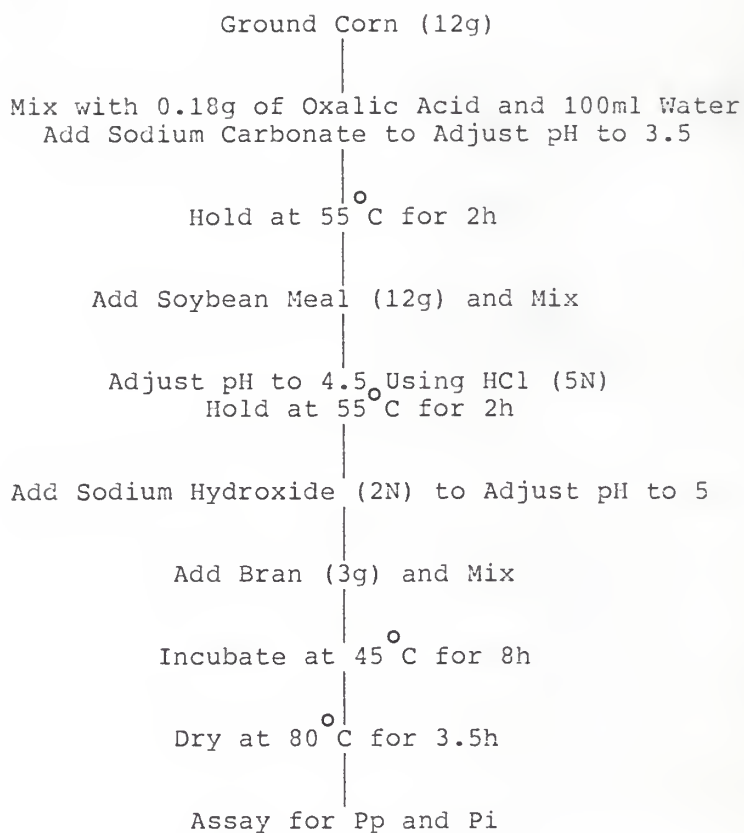 Ground Corn (12g)
Mix with 0.18g of Oxalic Acid and 100ml Water
Add Sodium Carbonate to Adjust pH to 3.5
Hold at 55°C for 2h
Add Soybean Meal (12g) and Mix
Adjust pH to 4.5 Using HCl (5N)
Hold at 55°C for 2h
Add Sodium Hydroxide (2N) to Adjust pH to 5
Add Bran (3g) and Mix
Incubate at 45°C for 8h
Dry at 80°C for 3.5h
Assay for Pp and Pi